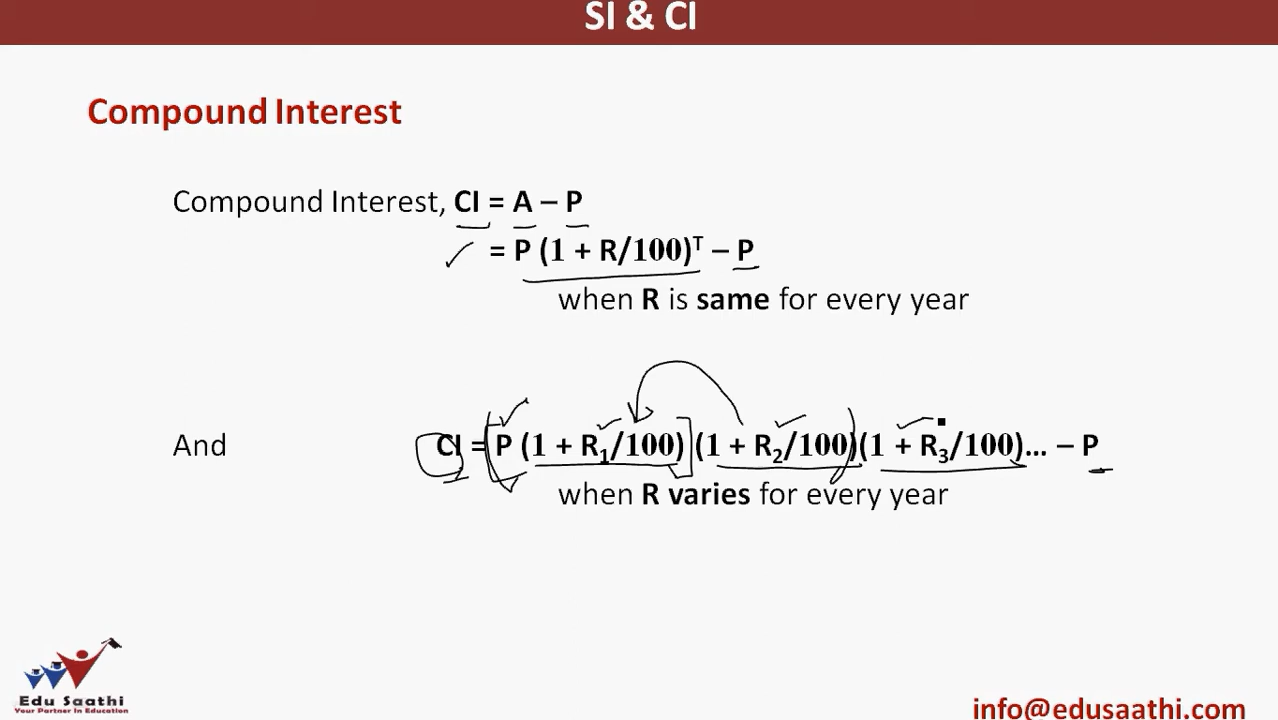 SI & CI
Compound Interest
Compound Interest, CI = A – P
= P (1 + R/100)ᵀ – P
when R is same for every year
And CI = P (1 + R₁/100) (1 + R₂/100)(1 + R₃/100)... – P
when R varies for every year
Edu Saathi
Your Partner In Education
info@edusaathi.com